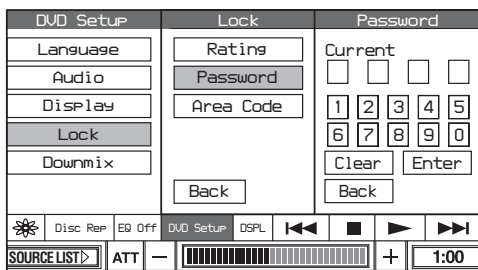 DVD Setup
Language
Audio
Display
Lock
Downmix
Lock
Rating
Password
Area Code
Back
Password
Current
1 2 3 4 5
6 7 8 9 0
Clear Enter
Back
Disc Rep EQ Off DVD Setup DSPL
SOURCE LIST ATT − + 1:00